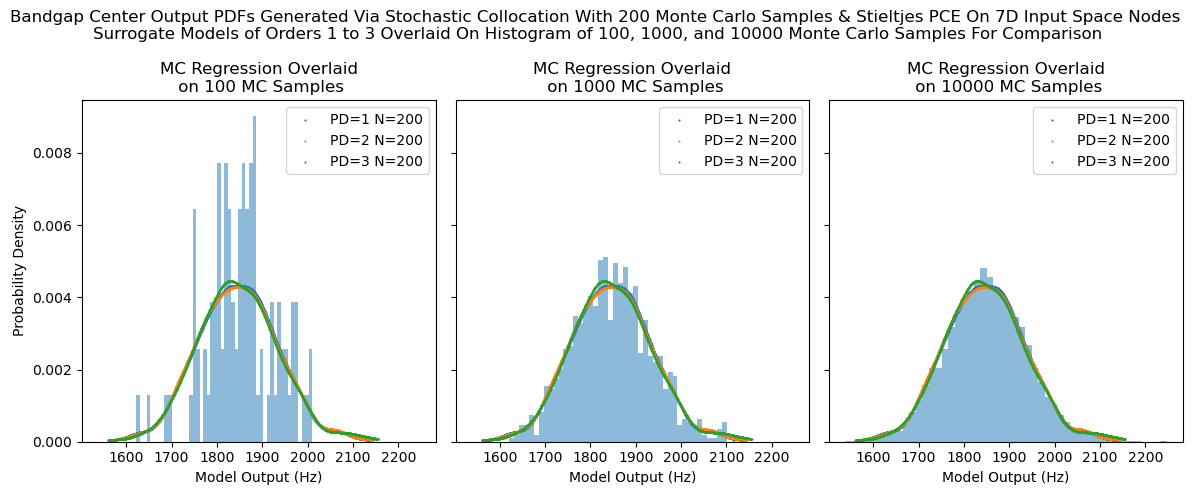 Bandgap Center Output PDFs Generated Via Stochastic Collocation With 200 Monte Carlo Samples & Stieltjes PCE On 7D Input Space Nodes
Surrogate Models of Orders 1 to 3 Overlaid On Histogram of 100, 1000, and 10000 Monte Carlo Samples For Comparison
MC Regression Overlaid
on 100 MC Samples
PD=1 N=200
PD=2 N=200
PD=3 N=200
0.008
0.006
0.004
0.002
0.000
Probability Density
1600 1700 1800 1900 2000 2100 2200
Model Output (Hz)
MC Regression Overlaid
on 1000 MC Samples
PD=1 N=200
PD=2 N=200
PD=3 N=200
1600 1700 1800 1900 2000 2100 2200
Model Output (Hz)
MC Regression Overlaid
on 10000 MC Samples
PD=1 N=200
PD=2 N=200
PD=3 N=200
1600 1700 1800 1900 2000 2100 2200
Model Output (Hz)